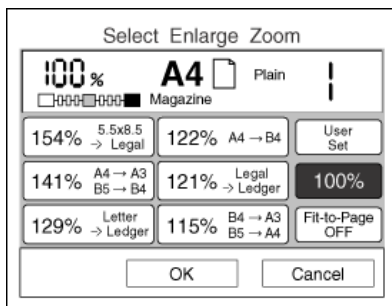 Select Enlarge Zoom
100 % A4 Plain 1
Magazine
154% 5.5x8.5 → Legal
122% A4 → B4
User Set
141% A4 → A3 B5 → B4
121% Legal → Ledger
100%
129% Letter → Ledger
115% B4 → A3 B5 → A4
Fit-to-Page OFF
OK Cancel